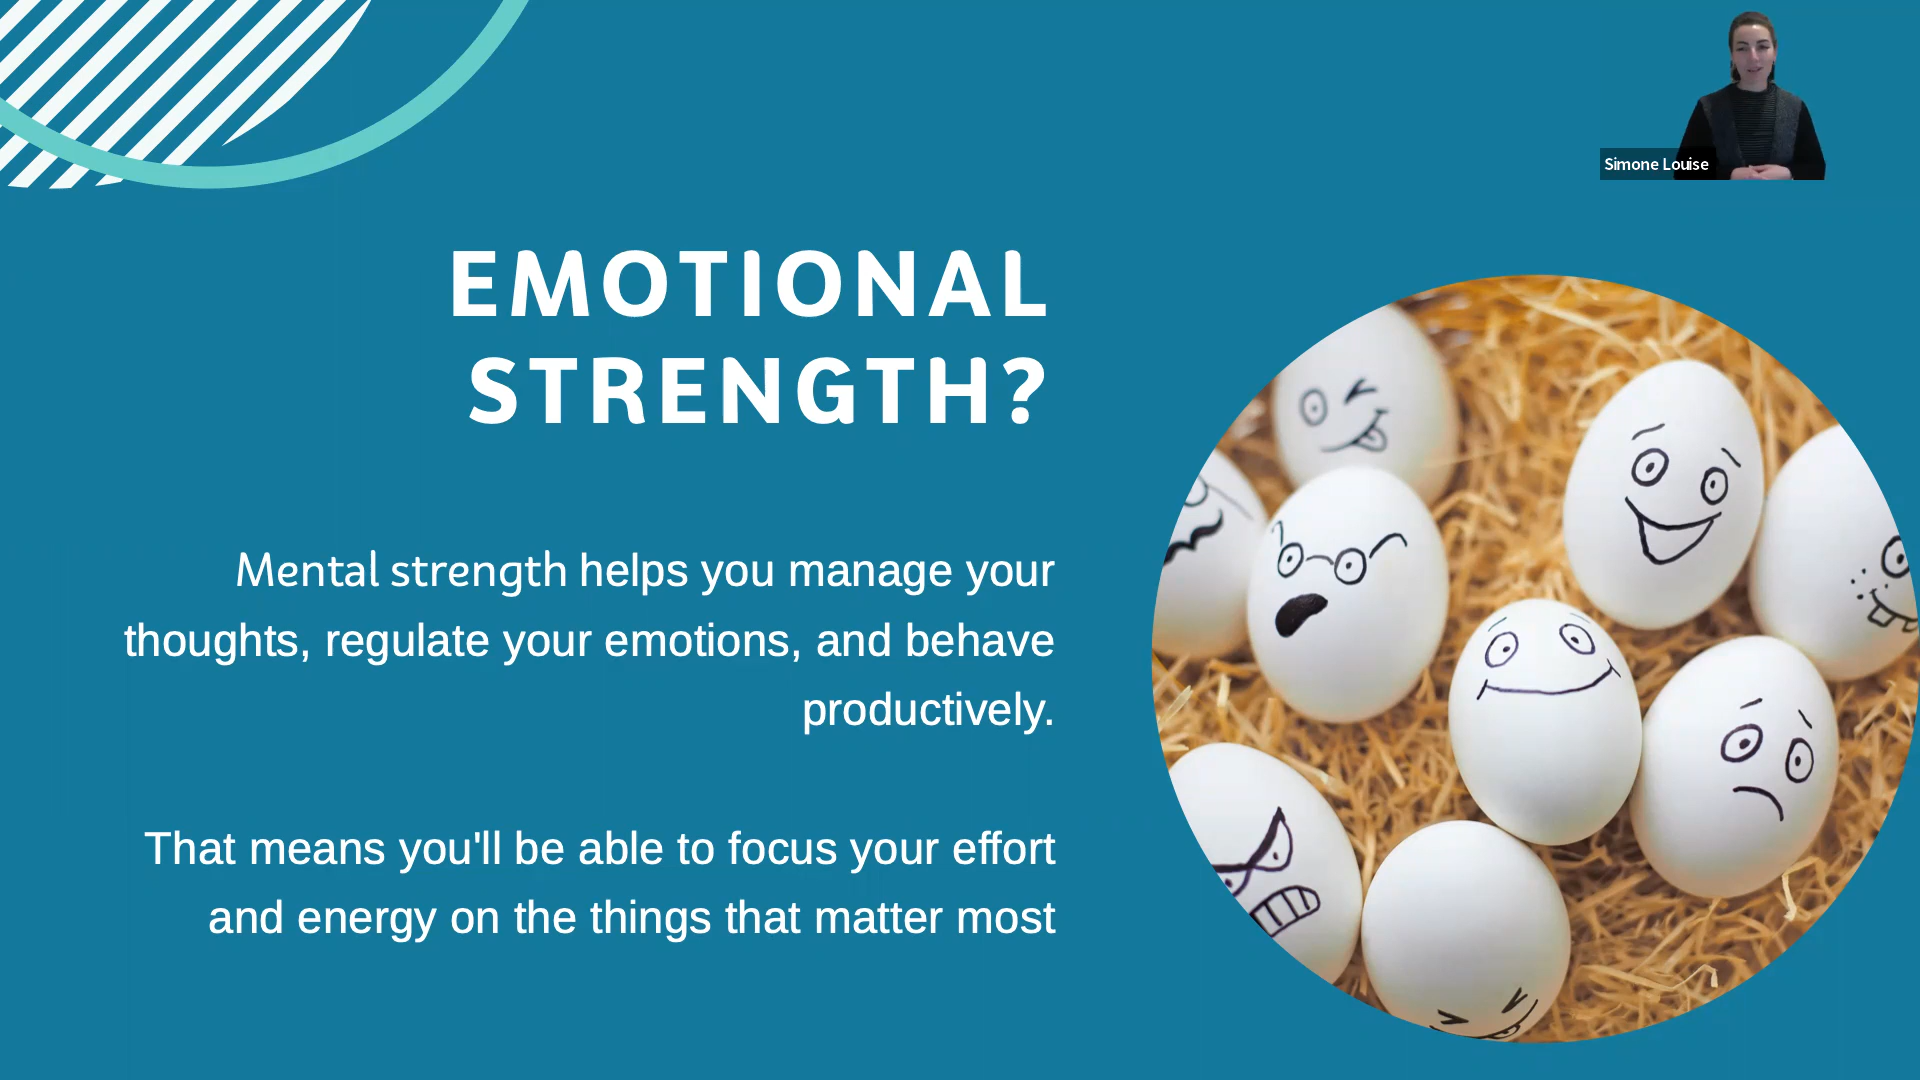 Simone Louise
EMOTIONAL
STRENGTH?
Mental strength helps you manage your
thoughts, regulate your emotions, and behave
productively.
That means you'll be able to focus your effort
and energy on the things that matter most